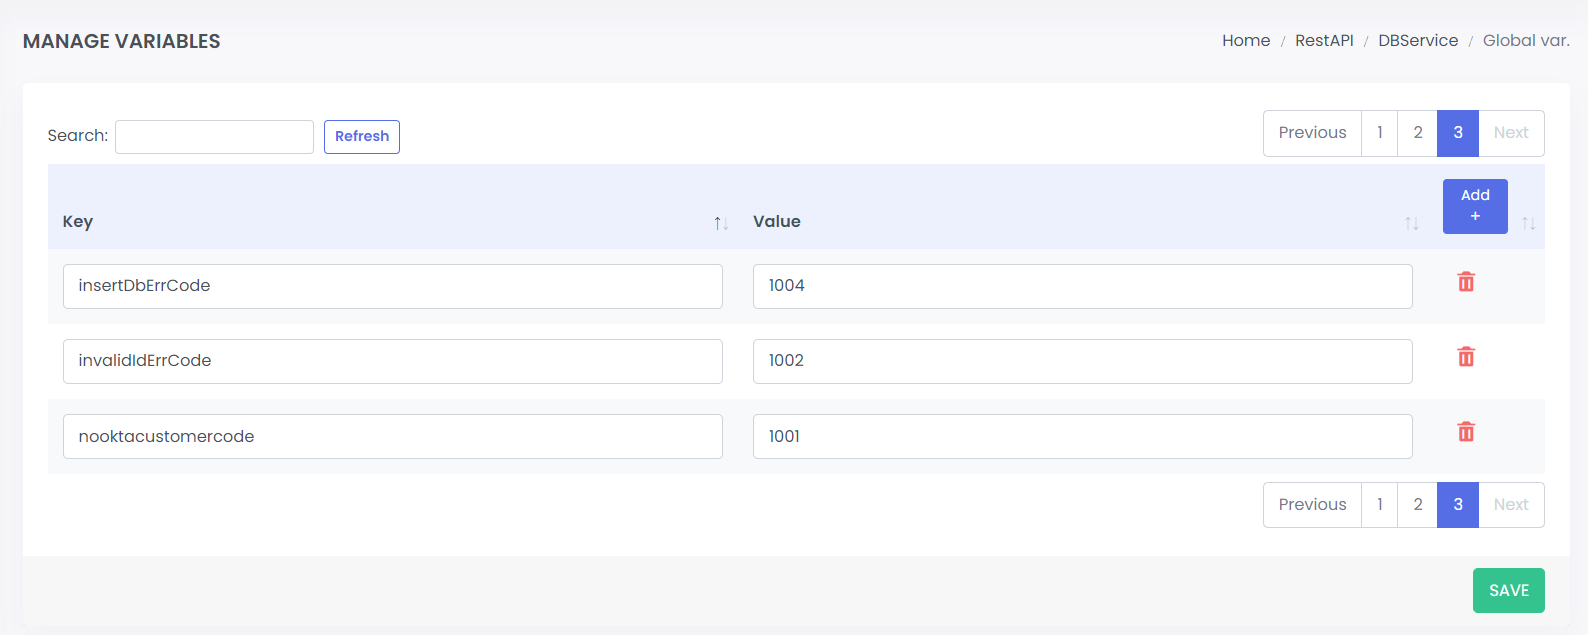 MANAGE VARIABLES
Home / RestAPI / DBService / Global var.
Search:
Refresh
Previous 1 2 3 Next
Key
Value
Add
+
insertDbErrCode 1004
invalidIdErrCode 1002
nooktacustomercode 1001
Previous 1 2 3 Next
SAVE